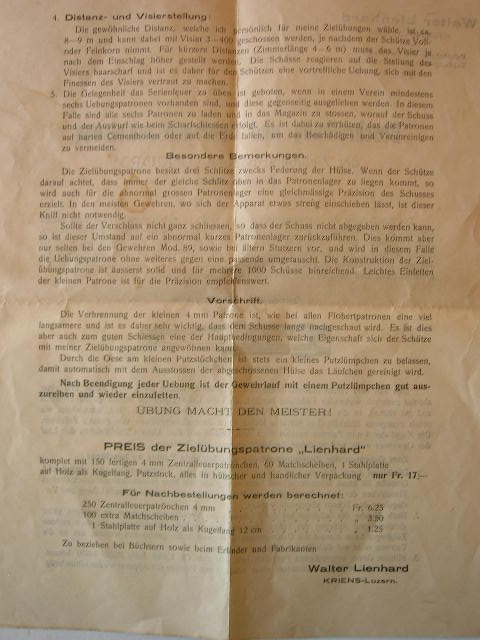 4. Distanz- und Visierstellung:
Die gewöhnliche Distanz, welche ich persönlich für meine Zielübungen wähle, ist ca.
8—9 m und kann dabei mit Visier 3—400 geschossen werden, je nachdem der Schütze Voll-
oder Feinkorn nimmt. Für kürzere Distanzen (Zimmerlänge 4—6 m) muss das Visier je
nach dem Einschlag höher gestellt werden. Die Schüsse reagieren auf die Stellung des
Visiers haarscharf und ist es daher für den Schützen eine vortreffliche Uebung, sich mit den
Finessen des Visiers vertraut zu machen.
5. Die Gelegenheit das Serienfeuer zu üben ist geboten, wenn in einem Verein mindestens
sechs Uebungspatronen vorhanden sind, und diese gegenseitig ausgeliehen werden. In diesem
Falle sind alle sechs Patronen zu laden und in das Magazin zu stossen, worauf der Schuss
und der Auswurf wie beim Scharfschiessen erfolgt. Es ist dabei zu verhüten, das die Patronen
auf harten Cementboden oder auf die Erde fallen, um das Beschädigen und Verunreinigen
zu vermeiden.
Besondere Bemerkungen.
Die Zielübungspatrone besitzt drei Schlitze zwecks Federung der Hülse. Wenn der Schütze
darauf achtet, dass immer der gleiche Schlitz oben in das Patronenlager zu liegen kommt, so
wird auch für die abnormal grossen Patronenlager eine gleichmässige Präzision des Schusses
erzielt. In den meisten Gewehren, wo sich der Apparat etwas streng einschieben lässt, ist dieser
Kniff nicht notwendig.
Sollte der Verschluss nicht ganz schliessen, so dass der Schuss nicht abgegeben werden kann,
so ist dieser Umstand auf ein abnormal kurzes Patronenlager zurückzuführen. Dies kommt aber
nur selten bei den Gewehren Mod. 89, sowie bei ältern Stutzern vor, und wird in diesem Falle
die Uebungspatrone ohne weiteres gegen eine passende umgetauscht. Die Konstruktion der Ziel-
übungspatrone ist äusserst solid und für mehrere 1000 Schüsse hinreichend. Leichtes Einfetten
der kleinen Patrone ist für die Präzision empfehlenswert.
Vorschrift.
Die Verbrennung der kleinen 4 mm Patrone ist, wie bei allen Flobertpatronen eine viel
langsamere und ist es daher sehr wichtig, dass dem Schusse lange nachgeschaut wird. Es ist dies
aber auch zum guten Schiessen eine der Hauptbedingungen, welche Eigenschaft sich der Schütze
mit meiner Zielübungspatrone angewöhnen kann.
Durch die Oese am kleinen Putzstöckchen ist stets ein kleines Putzlümpchen zu belassen,
damit automatisch mit dem Ausstossen der abgeschossenen Hülse das Läufchen gereinigt wird.
Nach Beendigung jeder Uebung ist der Gewehrlauf mit einem Putzlümpchen gut aus-
zureiben und wieder einzufetten.
ÜBUNG MACHT DEN MEISTER!
PREIS der Zielübungspatrone „Lienhard"
komplet mit 150 fertigen 4 mm Zentralfeuerpatrönchen, 60 Matchscheiben, 1 Stahlplatte
auf Holz als Kugelfang, Putzstock, alles in hübscher und handlicher Verpackung nur Fr. 17.—
Für Nachbestellungen werden berechnet:
250 Zentralfeuerpatrönchen 4 mm . . . Fr. 6.25
100 extra Matchscheiben . . . „ 3.50
1 Stahlplatte auf Holz als Kugelfang 12 cm . . . „ 1.25
Zu beziehen bei Büchsern sowie beim Erfinder und Fabrikanten
Walter Lienhard
KRIENS-Luzern.